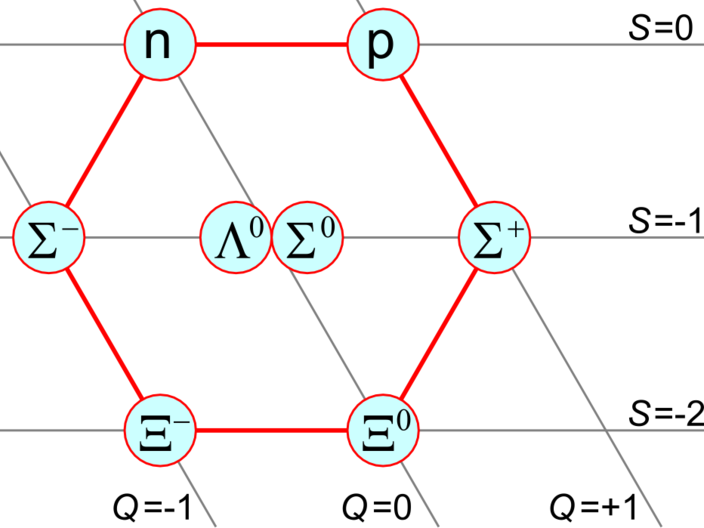 n p S=0
Σ⁻ Λ⁰ Σ⁰ Σ⁺ S=-1
Ξ⁻ Ξ⁰ S=-2
Q=-1 Q=0 Q=+1